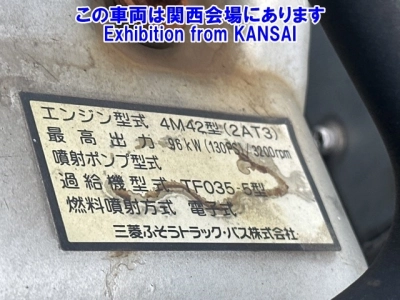 この車両は関西会場にあります
Exhibition from KANSAI
エンジン型式 4M42型(2AT3)
最高出力 96kW(130PS)/3200rpm
噴射ポンプ型式
過給機型式 TF035-5型
燃料噴射方式 電子式
三菱ふそうトラック・バス株式会社